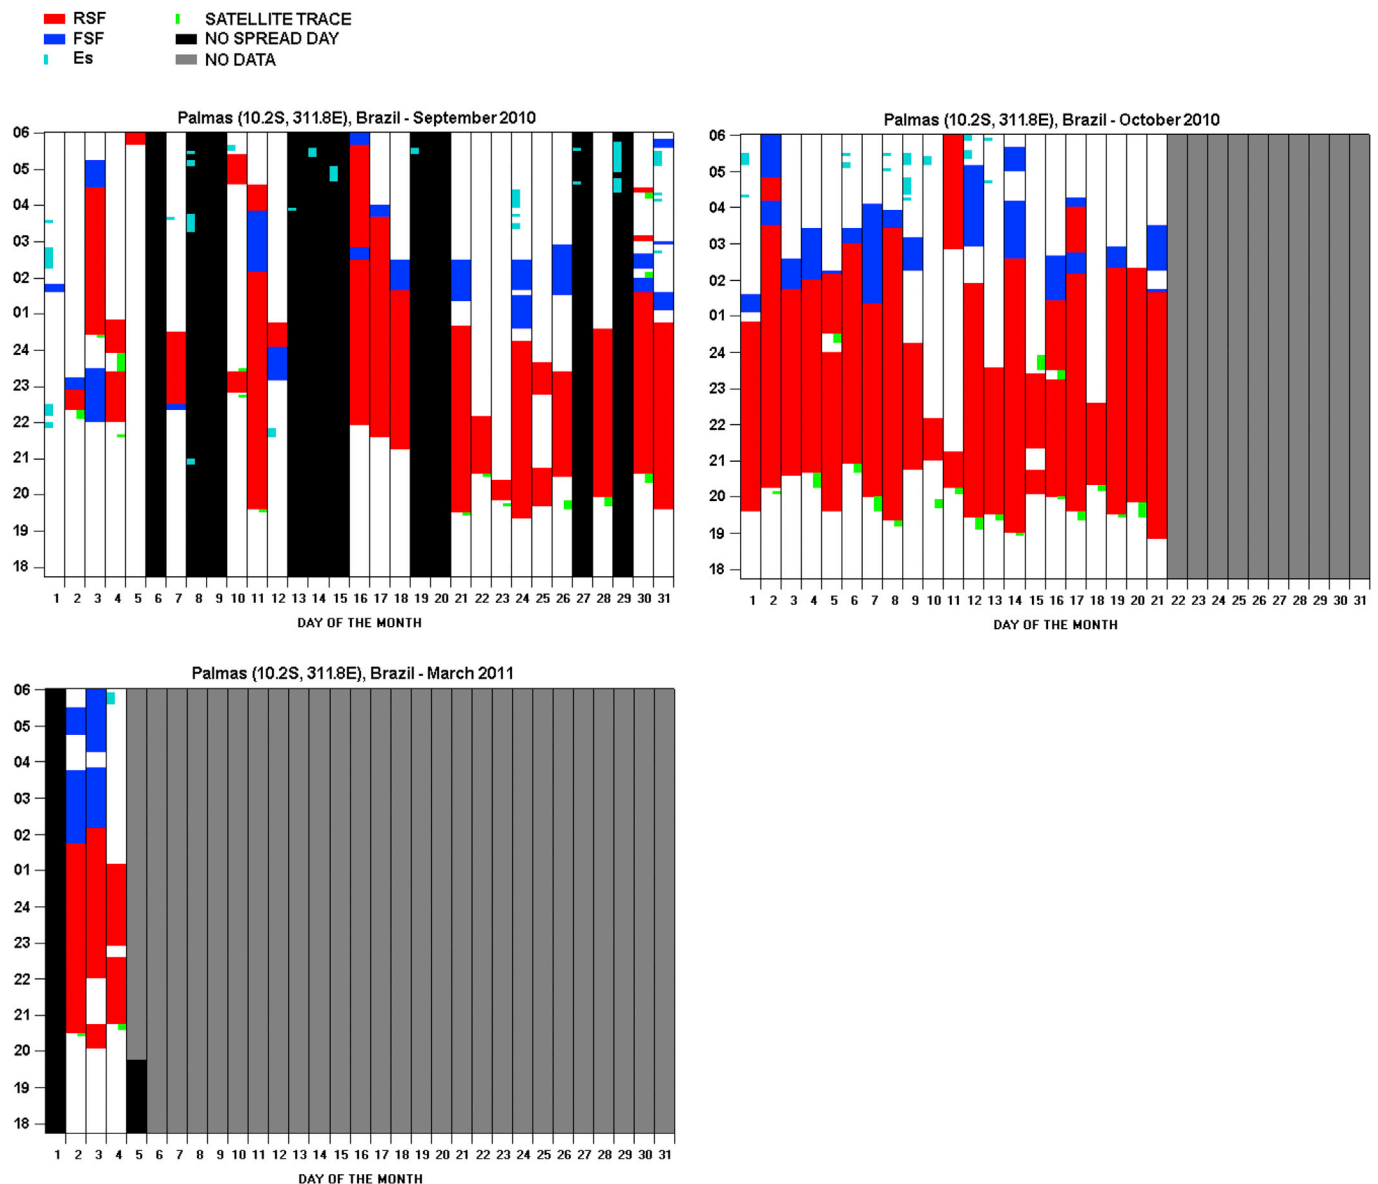 RSF
FSF
Es
SATELLITE TRACE
NO SPREAD DAY
NO DATA
Palmas (10.2S, 311.8E), Brazil - September 2010
06
05
04
03
02
01
24
23
22
21
20
19
18
1 2 3 4 5 6 7 8 9 10 11 12 13 14 15 16 17 18 19 20 21 22 23 24 25 26 27 28 29 30 31
DAY OF THE MONTH
Palmas (10.2S, 311.8E), Brazil - October 2010
06
05
04
03
02
01
24
23
22
21
20
19
18
1 2 3 4 5 6 7 8 9 10 11 12 13 14 15 16 17 18 19 20 21 22 23 24 25 26 27 28 29 30 31
DAY OF THE MONTH
Palmas (10.2S, 311.8E), Brazil - March 2011
06
05
04
03
02
01
24
23
22
21
20
19
18
1 2 3 4 5 6 7 8 9 10 11 12 13 14 15 16 17 18 19 20 21 22 23 24 25 26 27 28 29 30 31
DAY OF THE MONTH